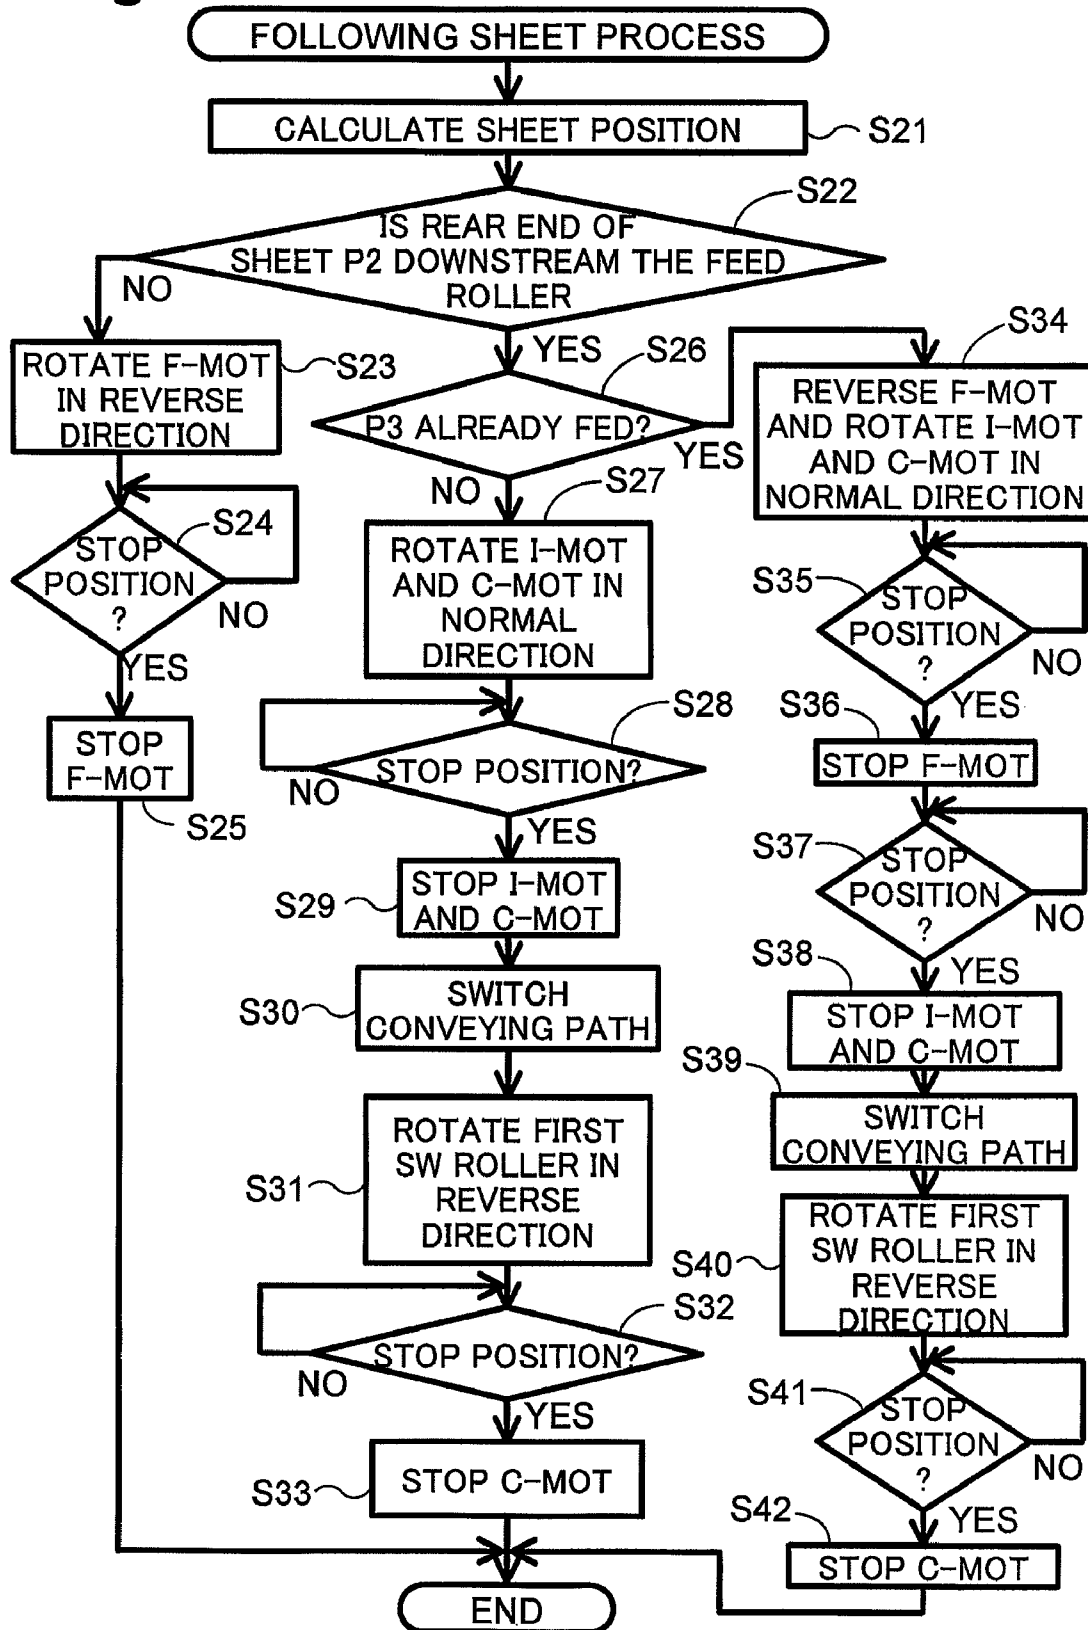 FOLLOWING SHEET PROCESS
CALCULATE SHEET POSITION
S21
S22
IS REAR END OF
SHEET P2 DOWNSTREAM THE FEED
ROLLER
NO
YES
S23
ROTATE F-MOT
IN REVERSE
DIRECTION
S24
STOP
POSITION
?
NO
YES
STOP
F-MOT
S25
S26
P3 ALREADY FED?
YES
NO
S27
ROTATE I-MOT
AND C-MOT IN
NORMAL
DIRECTION
S28
STOP POSITION?
NO
YES
S29
STOP I-MOT
AND C-MOT
S30
SWITCH
CONVEYING PATH
S31
ROTATE FIRST
SW ROLLER IN
REVERSE
DIRECTION
S32
STOP POSITION?
NO
YES
S33
STOP C-MOT
S34
REVERSE F-MOT
AND ROTATE I-MOT
AND C-MOT IN
NORMAL DIRECTION
S35
STOP
POSITION
?
NO
YES
S36
STOP F-MOT
S37
STOP
POSITION
?
NO
YES
S38
STOP I-MOT
AND C-MOT
S39
SWITCH
CONVEYING PATH
S40
ROTATE FIRST
SW ROLLER IN
REVERSE
DIRECTION
S41
STOP
POSITION
?
NO
YES
S42
STOP C-MOT
END